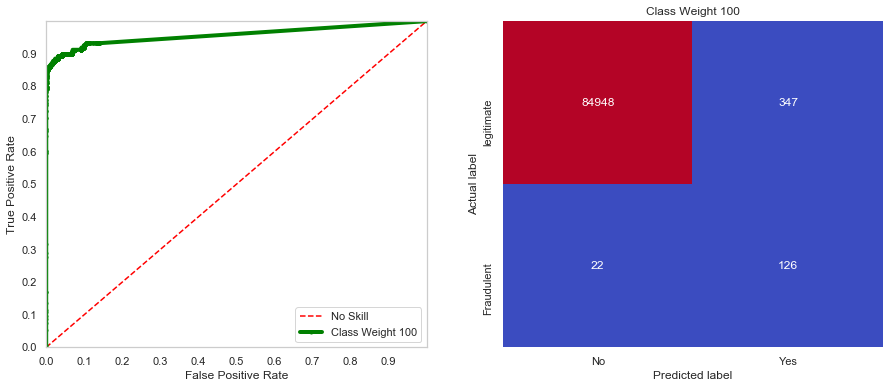 0.9
0.8
0.7
0.6
0.5
0.4
0.3
0.2
0.1
0.0
True Positive Rate
0.0 0.1 0.2 0.3 0.4 0.5 0.6 0.7 0.8 0.9
False Positive Rate
No Skill
Class Weight 100
Class Weight 100
84948 347
22 126
legitimate
Fraudulent
Actual label
No Yes
Predicted label